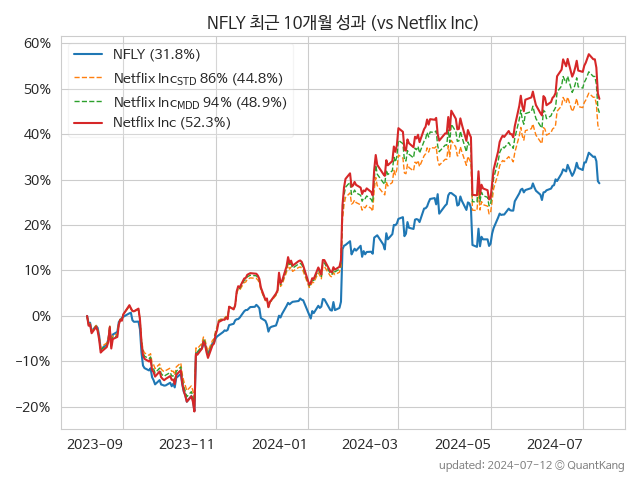 NFLY 최근 10개월 성과 (vs Netflix Inc)
NFLY (31.8%)
Netflix IncSTD 86% (44.8%)
Netflix IncMDD 94% (48.9%)
Netflix Inc (52.3%)
60%
50%
40%
30%
20%
10%
0%
−10%
−20%
2023-09 2023-11 2024-01 2024-03 2024-05 2024-07
updated: 2024-07-12 © QuantKang